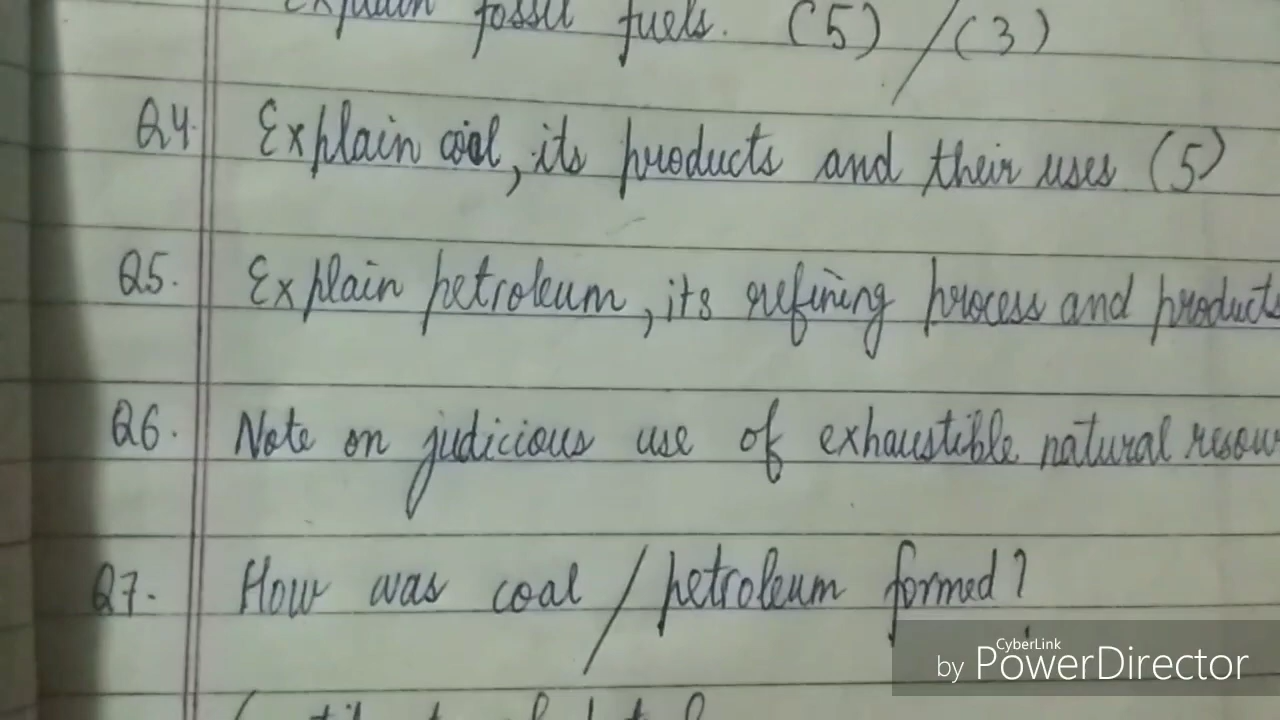 Explain fossil fuels. (5) / (3)
Q4. Explain coal, its products and their uses (5)
Q5. Explain petroleum, its refining process and products
Q6. Note on judicious use of exhaustible natural resour
Q7. How was coal / petroleum formed?
CyberLink
by PowerDirector